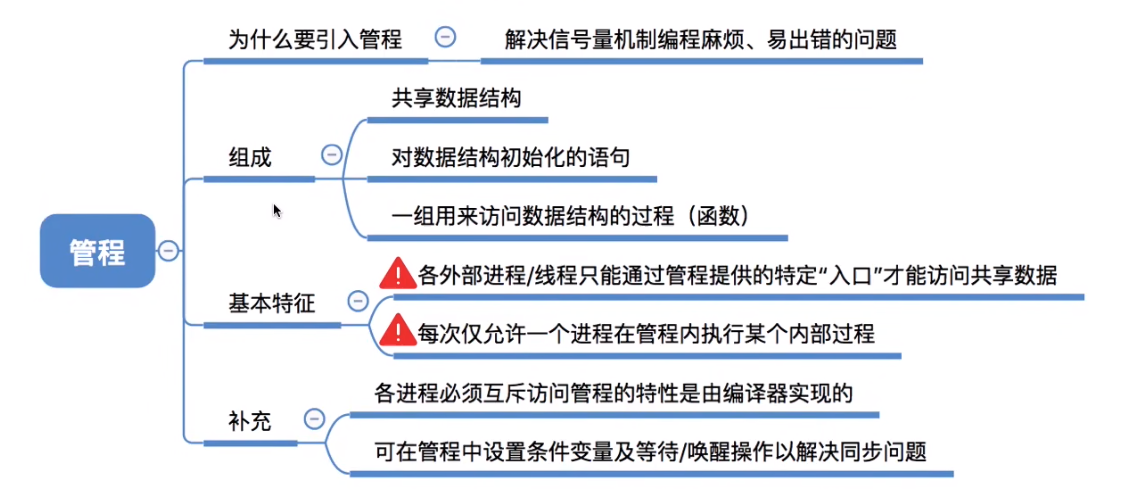 为什么要引入管程
解决信号量机制编程麻烦、易出错的问题
共享数据结构
组成
对数据结构初始化的语句
一组用来访问数据结构的过程（函数）
管程
基本特征
各外部进程/线程只能通过管程提供的特定“入口”才能访问共享数据
每次仅允许一个进程在管程内执行某个内部过程
补充
各进程必须互斥访问管程的特性是由编译器实现的
可在管程中设置条件变量及等待/唤醒操作以解决同步问题